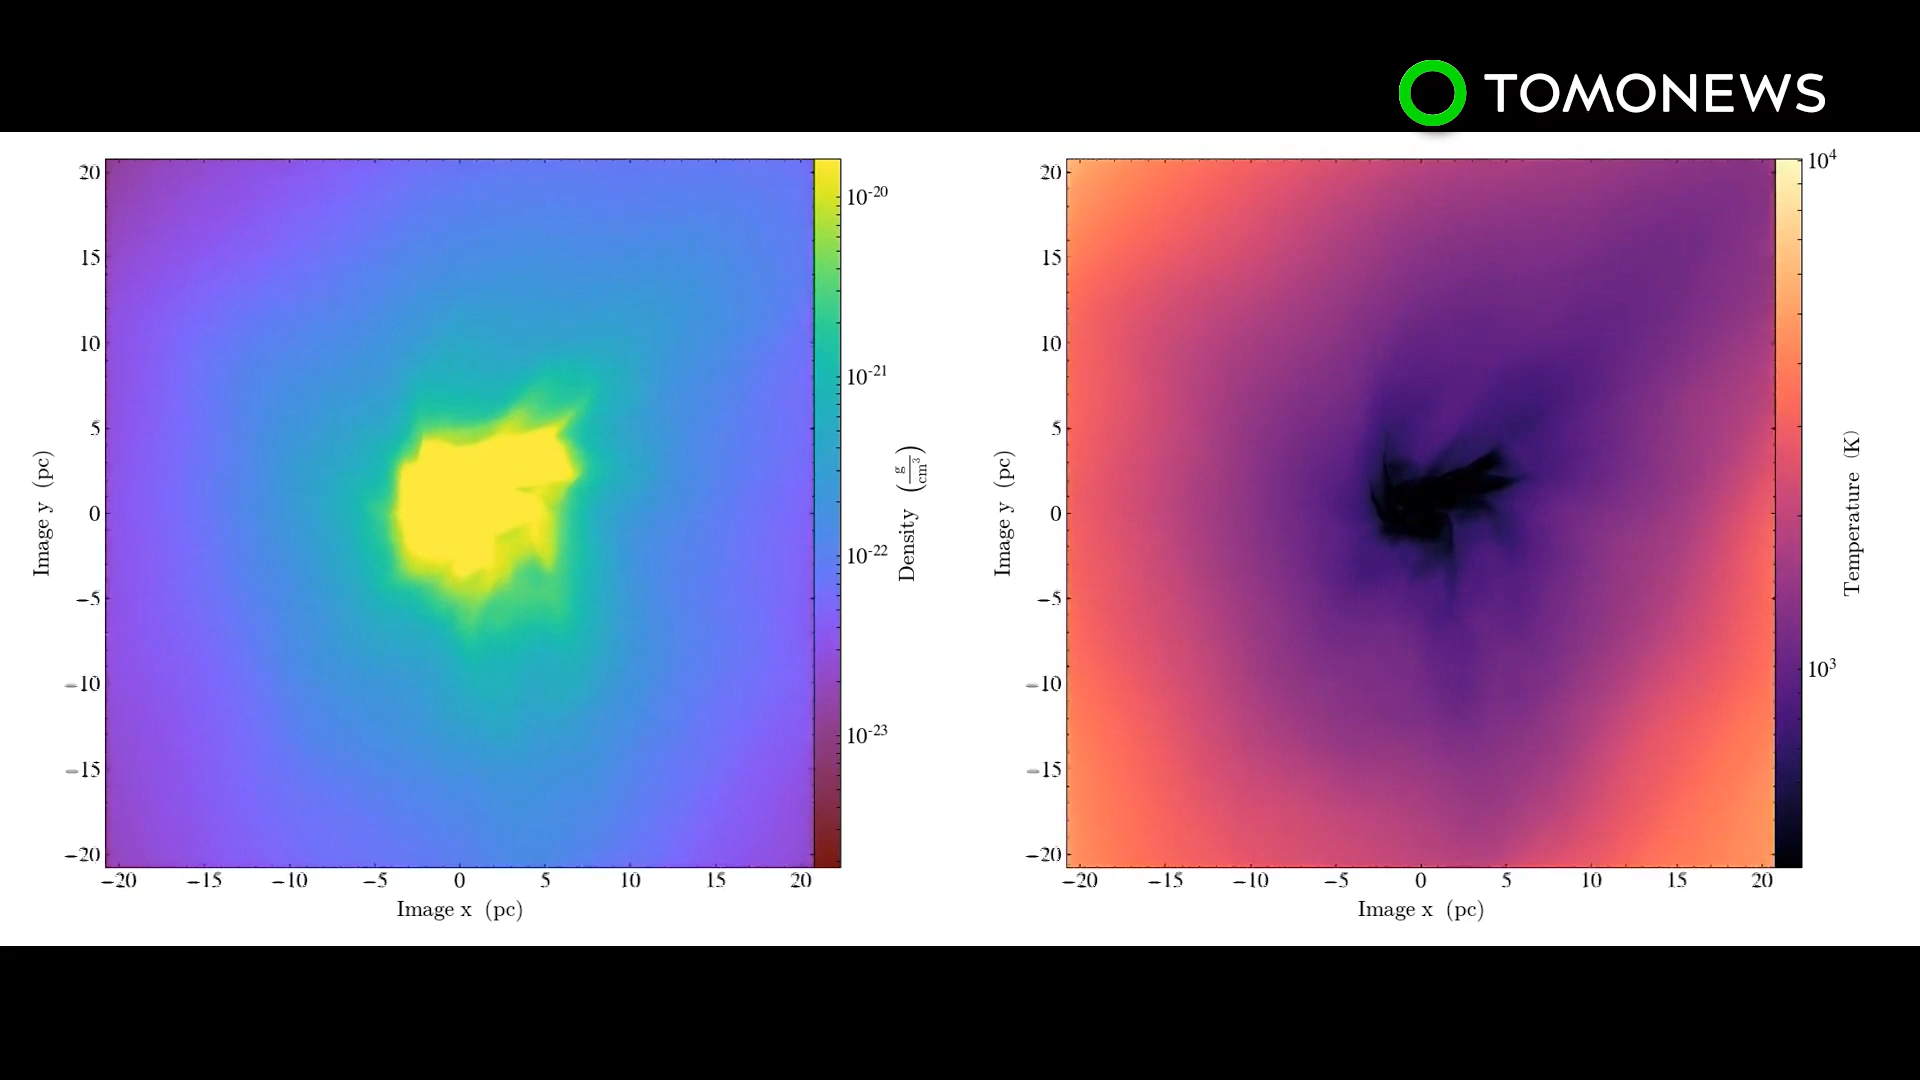 TOMONEWS
20
15
10
5
0
−5
−10
−15
−20
Image y (pc)
−20 −15 −10 −5 0 5 10 15 20
Image x (pc)
10⁻²⁰
10⁻²¹
10⁻²²
10⁻²³
Density (g/cm³)
20
15
10
5
0
−5
−10
−15
−20
Image y (pc)
−20 −15 −10 −5 0 5 10 15 20
Image x (pc)
10⁴
10³
Temperature (K)